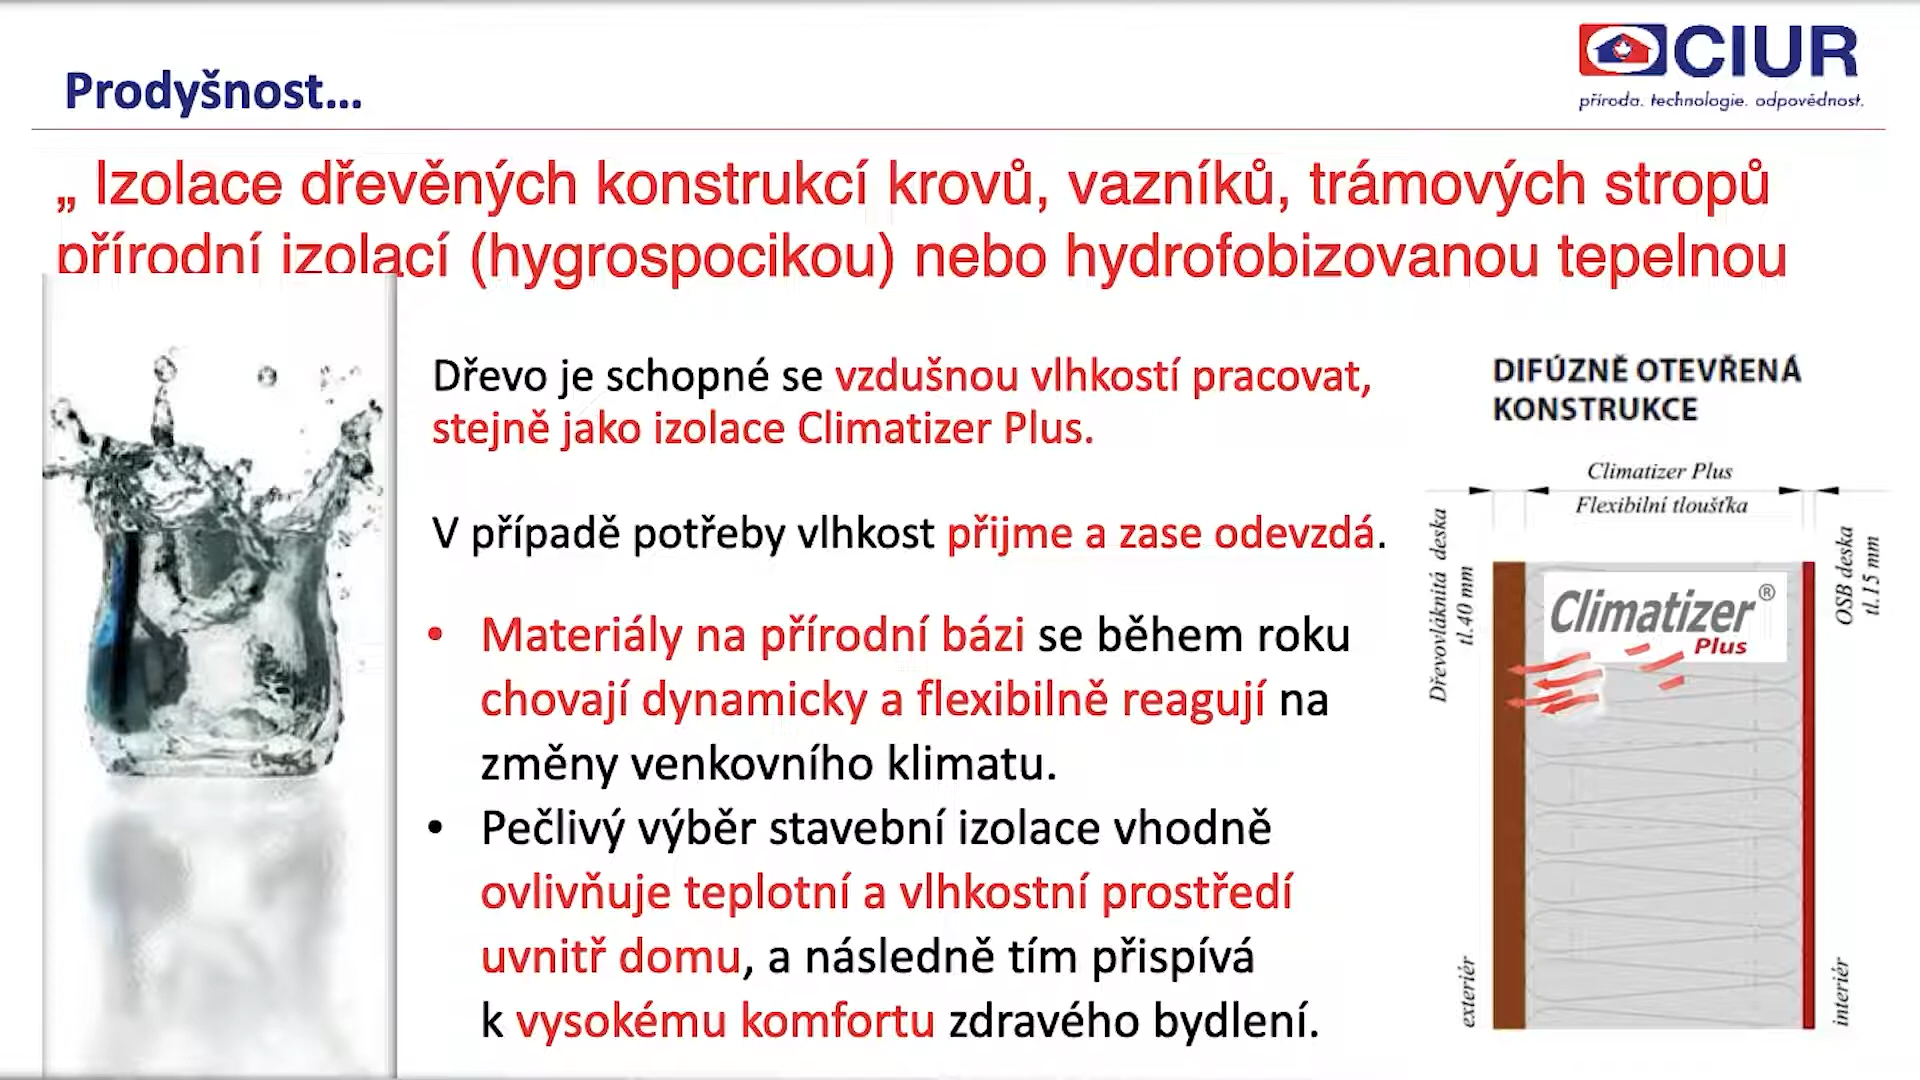 Prodyšnost...
CIUR
příroda. technologie. odpovědnost.
„ Izolace dřevěných konstrukcí krovů, vazníků, trámových stropů
přírodní izolací (hygrospocikou) nebo hydrofobizovanou tepelnou
Dřevo je schopné se vzdušnou vlhkostí pracovat,
stejně jako izolace Climatizer Plus.
V případě potřeby vlhkost přijme a zase odevzdá.
• Materiály na přírodní bázi se během roku
chovají dynamicky a flexibilně reagují na
změny venkovního klimatu.
• Pečlivý výběr stavební izolace vhodně
ovlivňuje teplotní a vlhkostní prostředí
uvnitř domu, a následně tím přispívá
k vysokému komfortu zdravého bydlení.
DIFÚZNĚ OTEVŘENÁ
KONSTRUKCE
Climatizer Plus
Flexibilní tloušťka
Dřevovláknitá deska
tl.40 mm
OSB deska
tl.15 mm
Climatizer®
Plus
exteriér
interiér